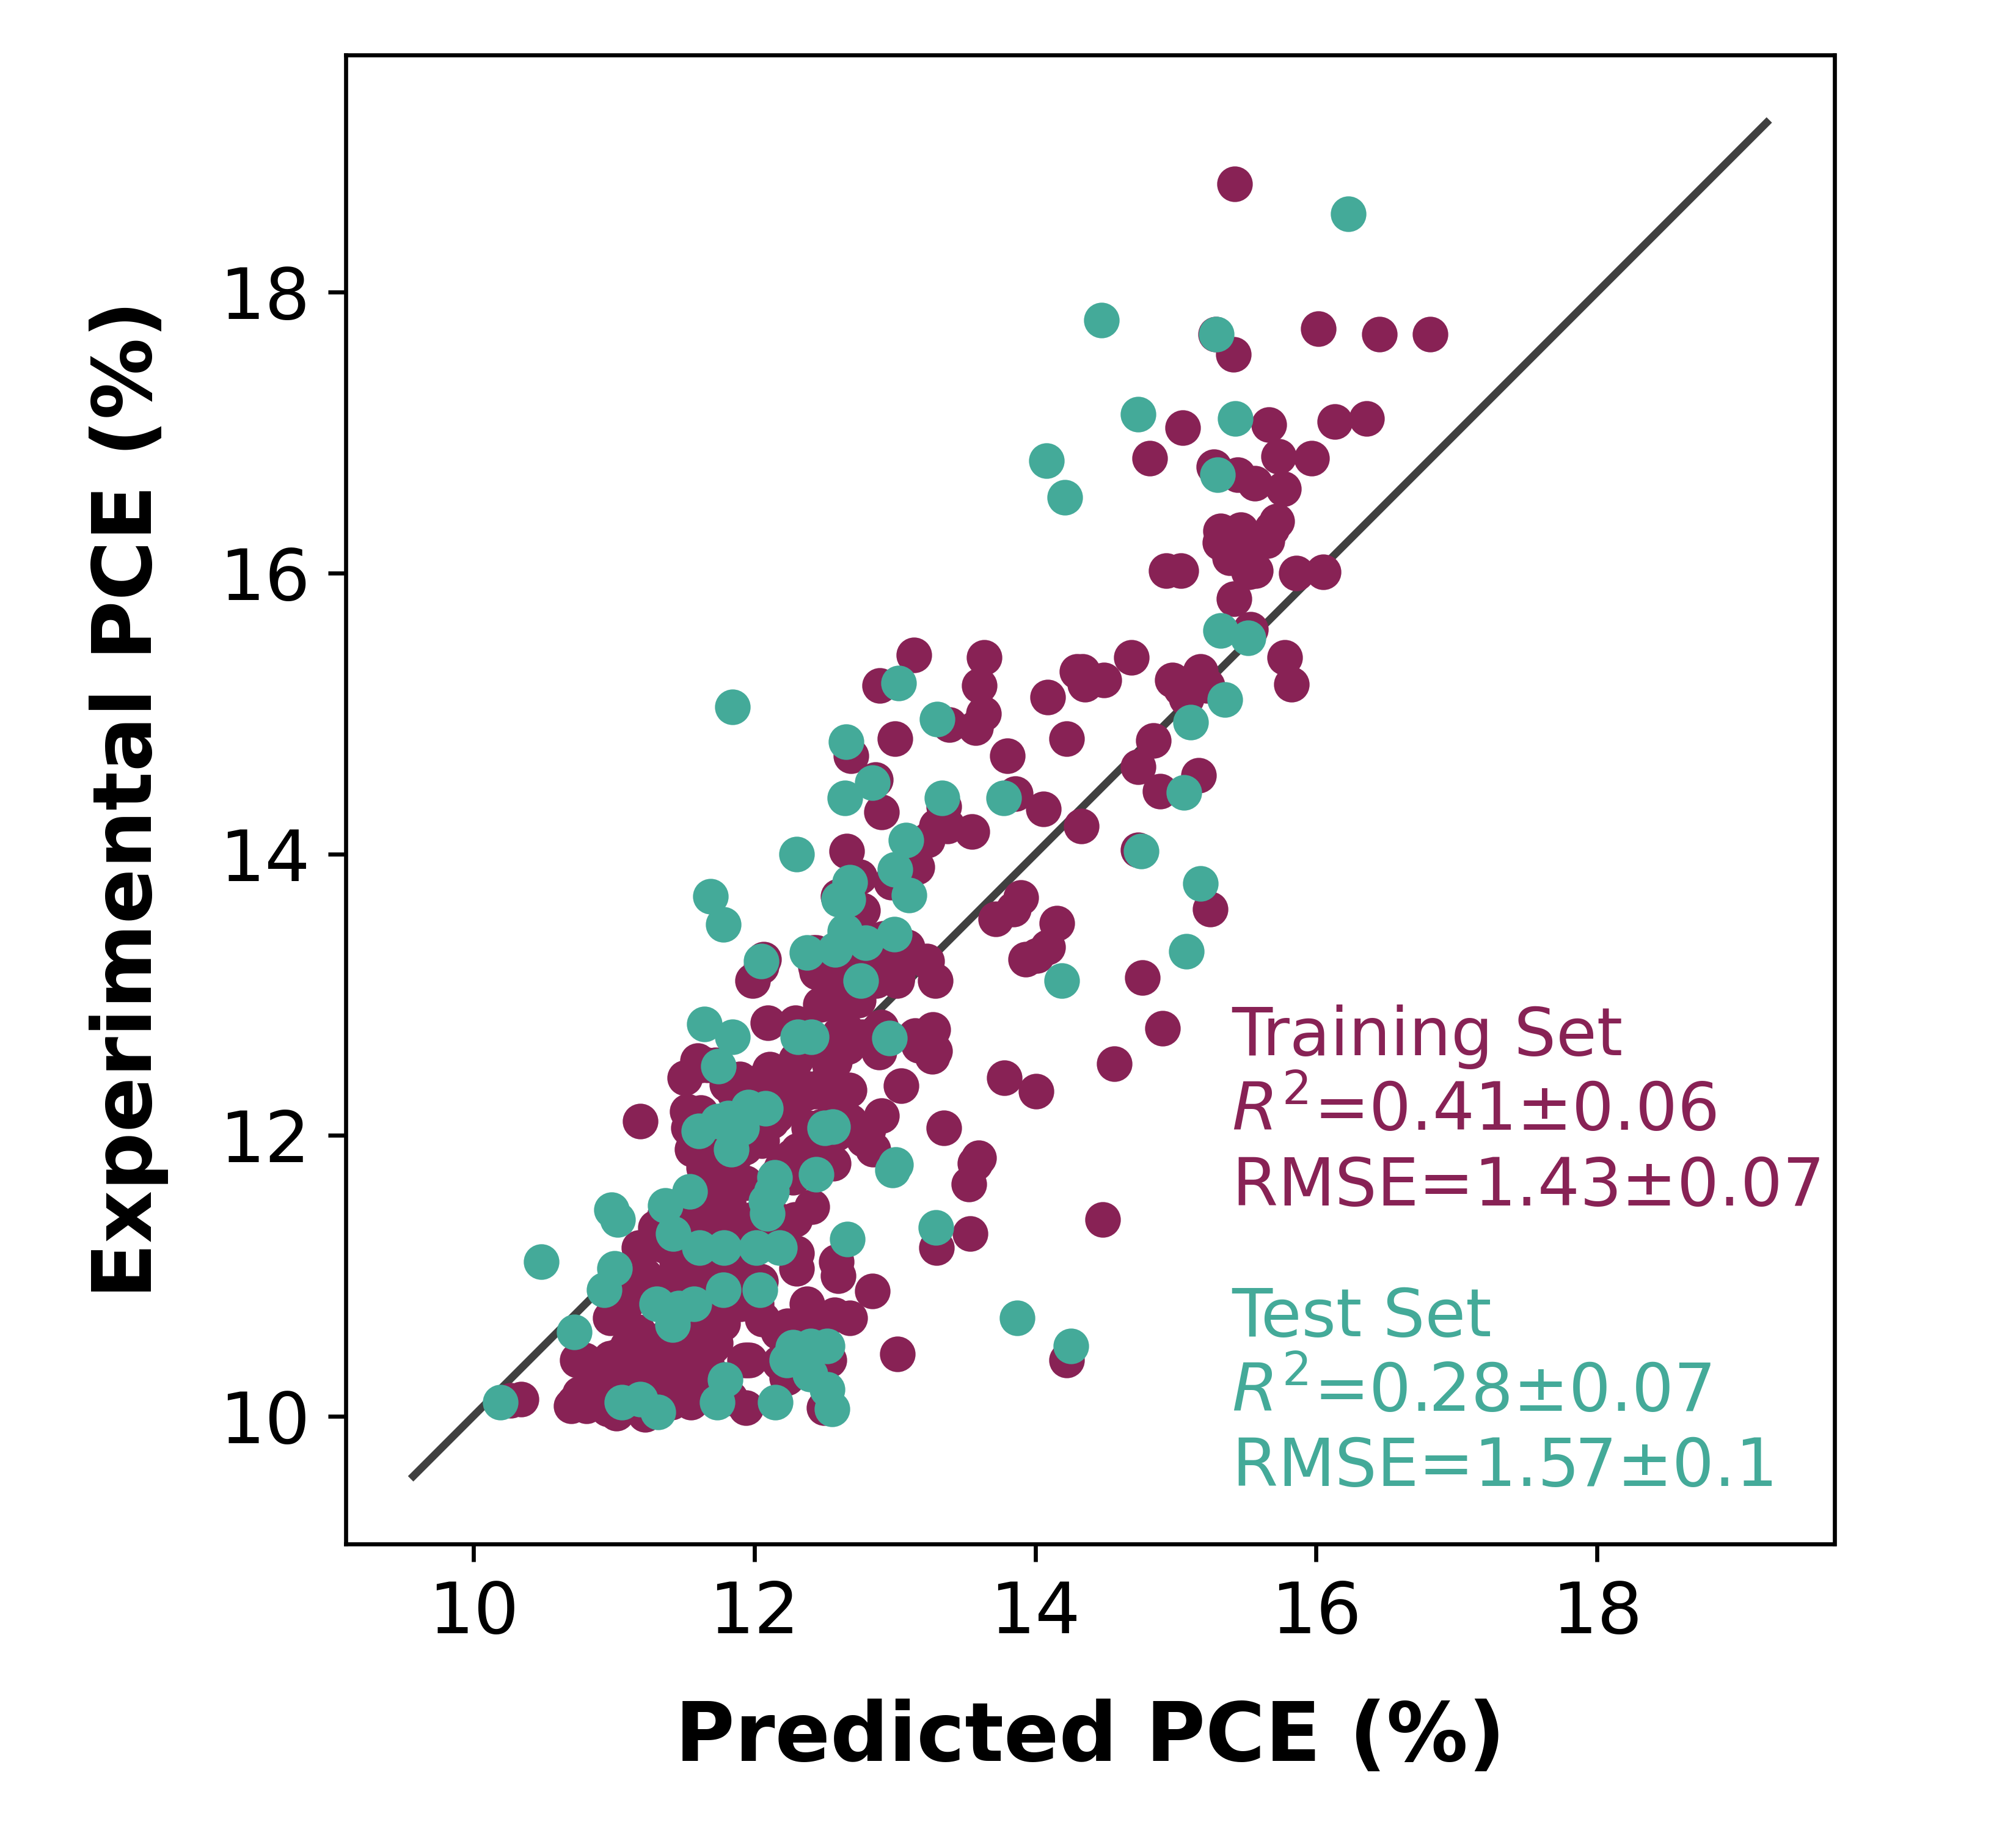 Experimental PCE (%)
18
16
14
12
10
Training Set
R²=0.41±0.06
RMSE=1.43±0.07
Test Set
R²=0.28±0.07
RMSE=1.57±0.1
10 12 14 16 18
Predicted PCE (%)